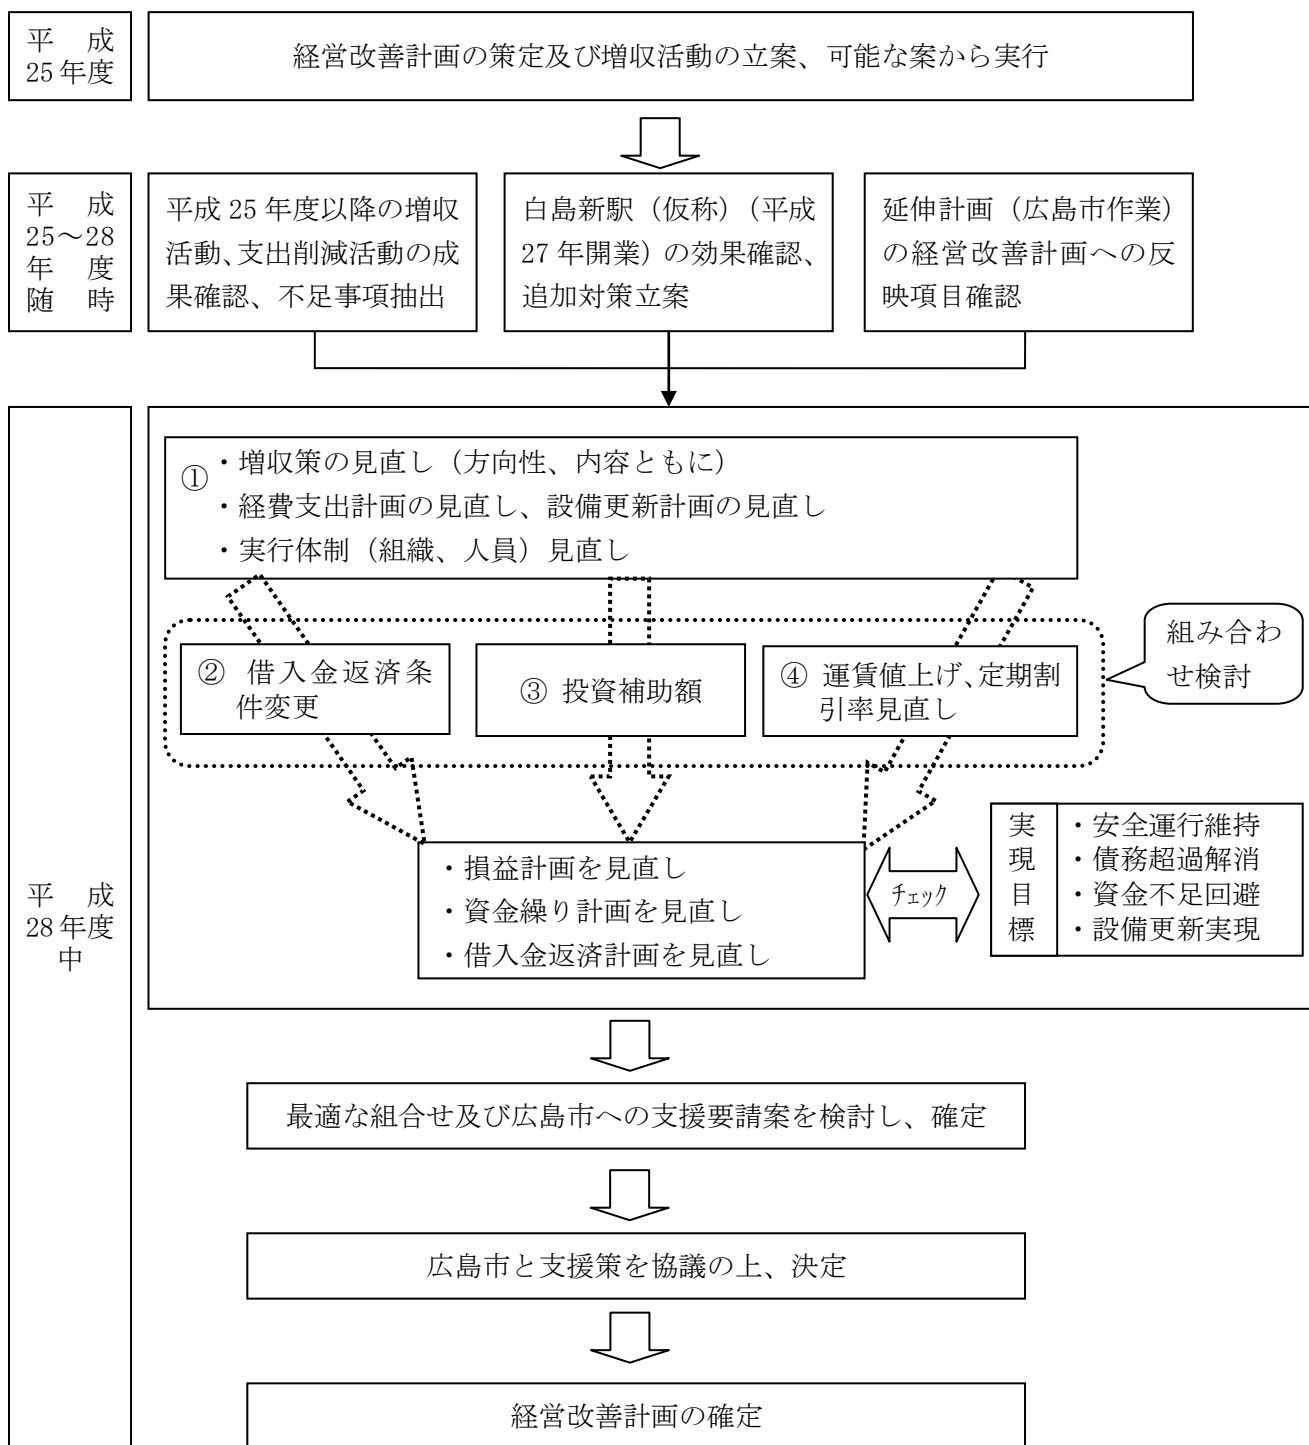 平成
25年度
経営改善計画の策定及び増収活動の立案、可能な案から実行
平成
25～28
年度
随時
平成 25 年度以降の増収
活動、支出削減活動の成
果確認、不足事項抽出
白島新駅（仮称）（平成
27 年開業）の効果確認、
追加対策立案
延伸計画（広島市作業）
の経営改善計画への反
映項目確認
平成
28年度
中
①
・増収策の見直し（方向性、内容ともに）
・経費支出計画の見直し、設備更新計画の見直し
・実行体制（組織、人員）見直し
組み合わ
せ検討
② 借入金返済条
件変更
③ 投資補助額
④ 運賃値上げ、定期割
引率見直し
・損益計画を見直し
・資金繰り計画を見直し
・借入金返済計画を見直し
チェック
実現目標
・安全運行維持
・債務超過解消
・資金不足回避
・設備更新実現
最適な組合せ及び広島市への支援要請案を検討し、確定
広島市と支援策を協議の上、決定
経営改善計画の確定